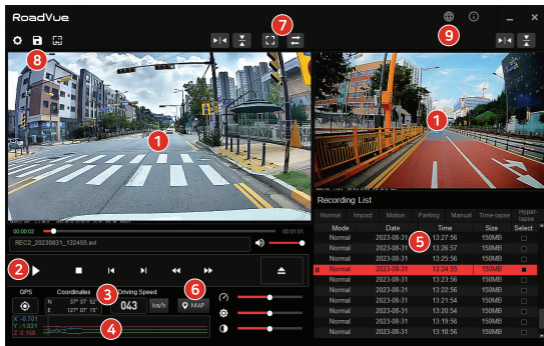 RoadVue
7
9
8
1
1
Recording List
Normal Impact Motion Parking Manual Time-lapse Hyper-lapse
Mode Date Time Size Select
00:00:02 00:01:01
REC2_20230831_132455.avi
Normal 2023-08-31 13:27:56 150MB
5
Normal 2023-08-31 13:26:57 150MB
Normal 2023-08-31 13:25:56 150MB
Normal 2023-08-31 13:24:55 150MB
Normal 2023-08-31 13:23:56 150MB
Normal 2023-08-31 13:22:56 150MB
Normal 2023-08-31 13:21:54 150MB
Normal 2023-08-31 13:20:54 150MB
Normal 2023-08-31 13:19:56 150MB
Normal 2023-08-31 13:18:56 150MB
2
GPS Coordinates Driving Speed
3
6
N 37° 37' 52"
E 127° 07' 15"
043 km/h MAP
4
X -0.701
Y -1.031
Z 0.158